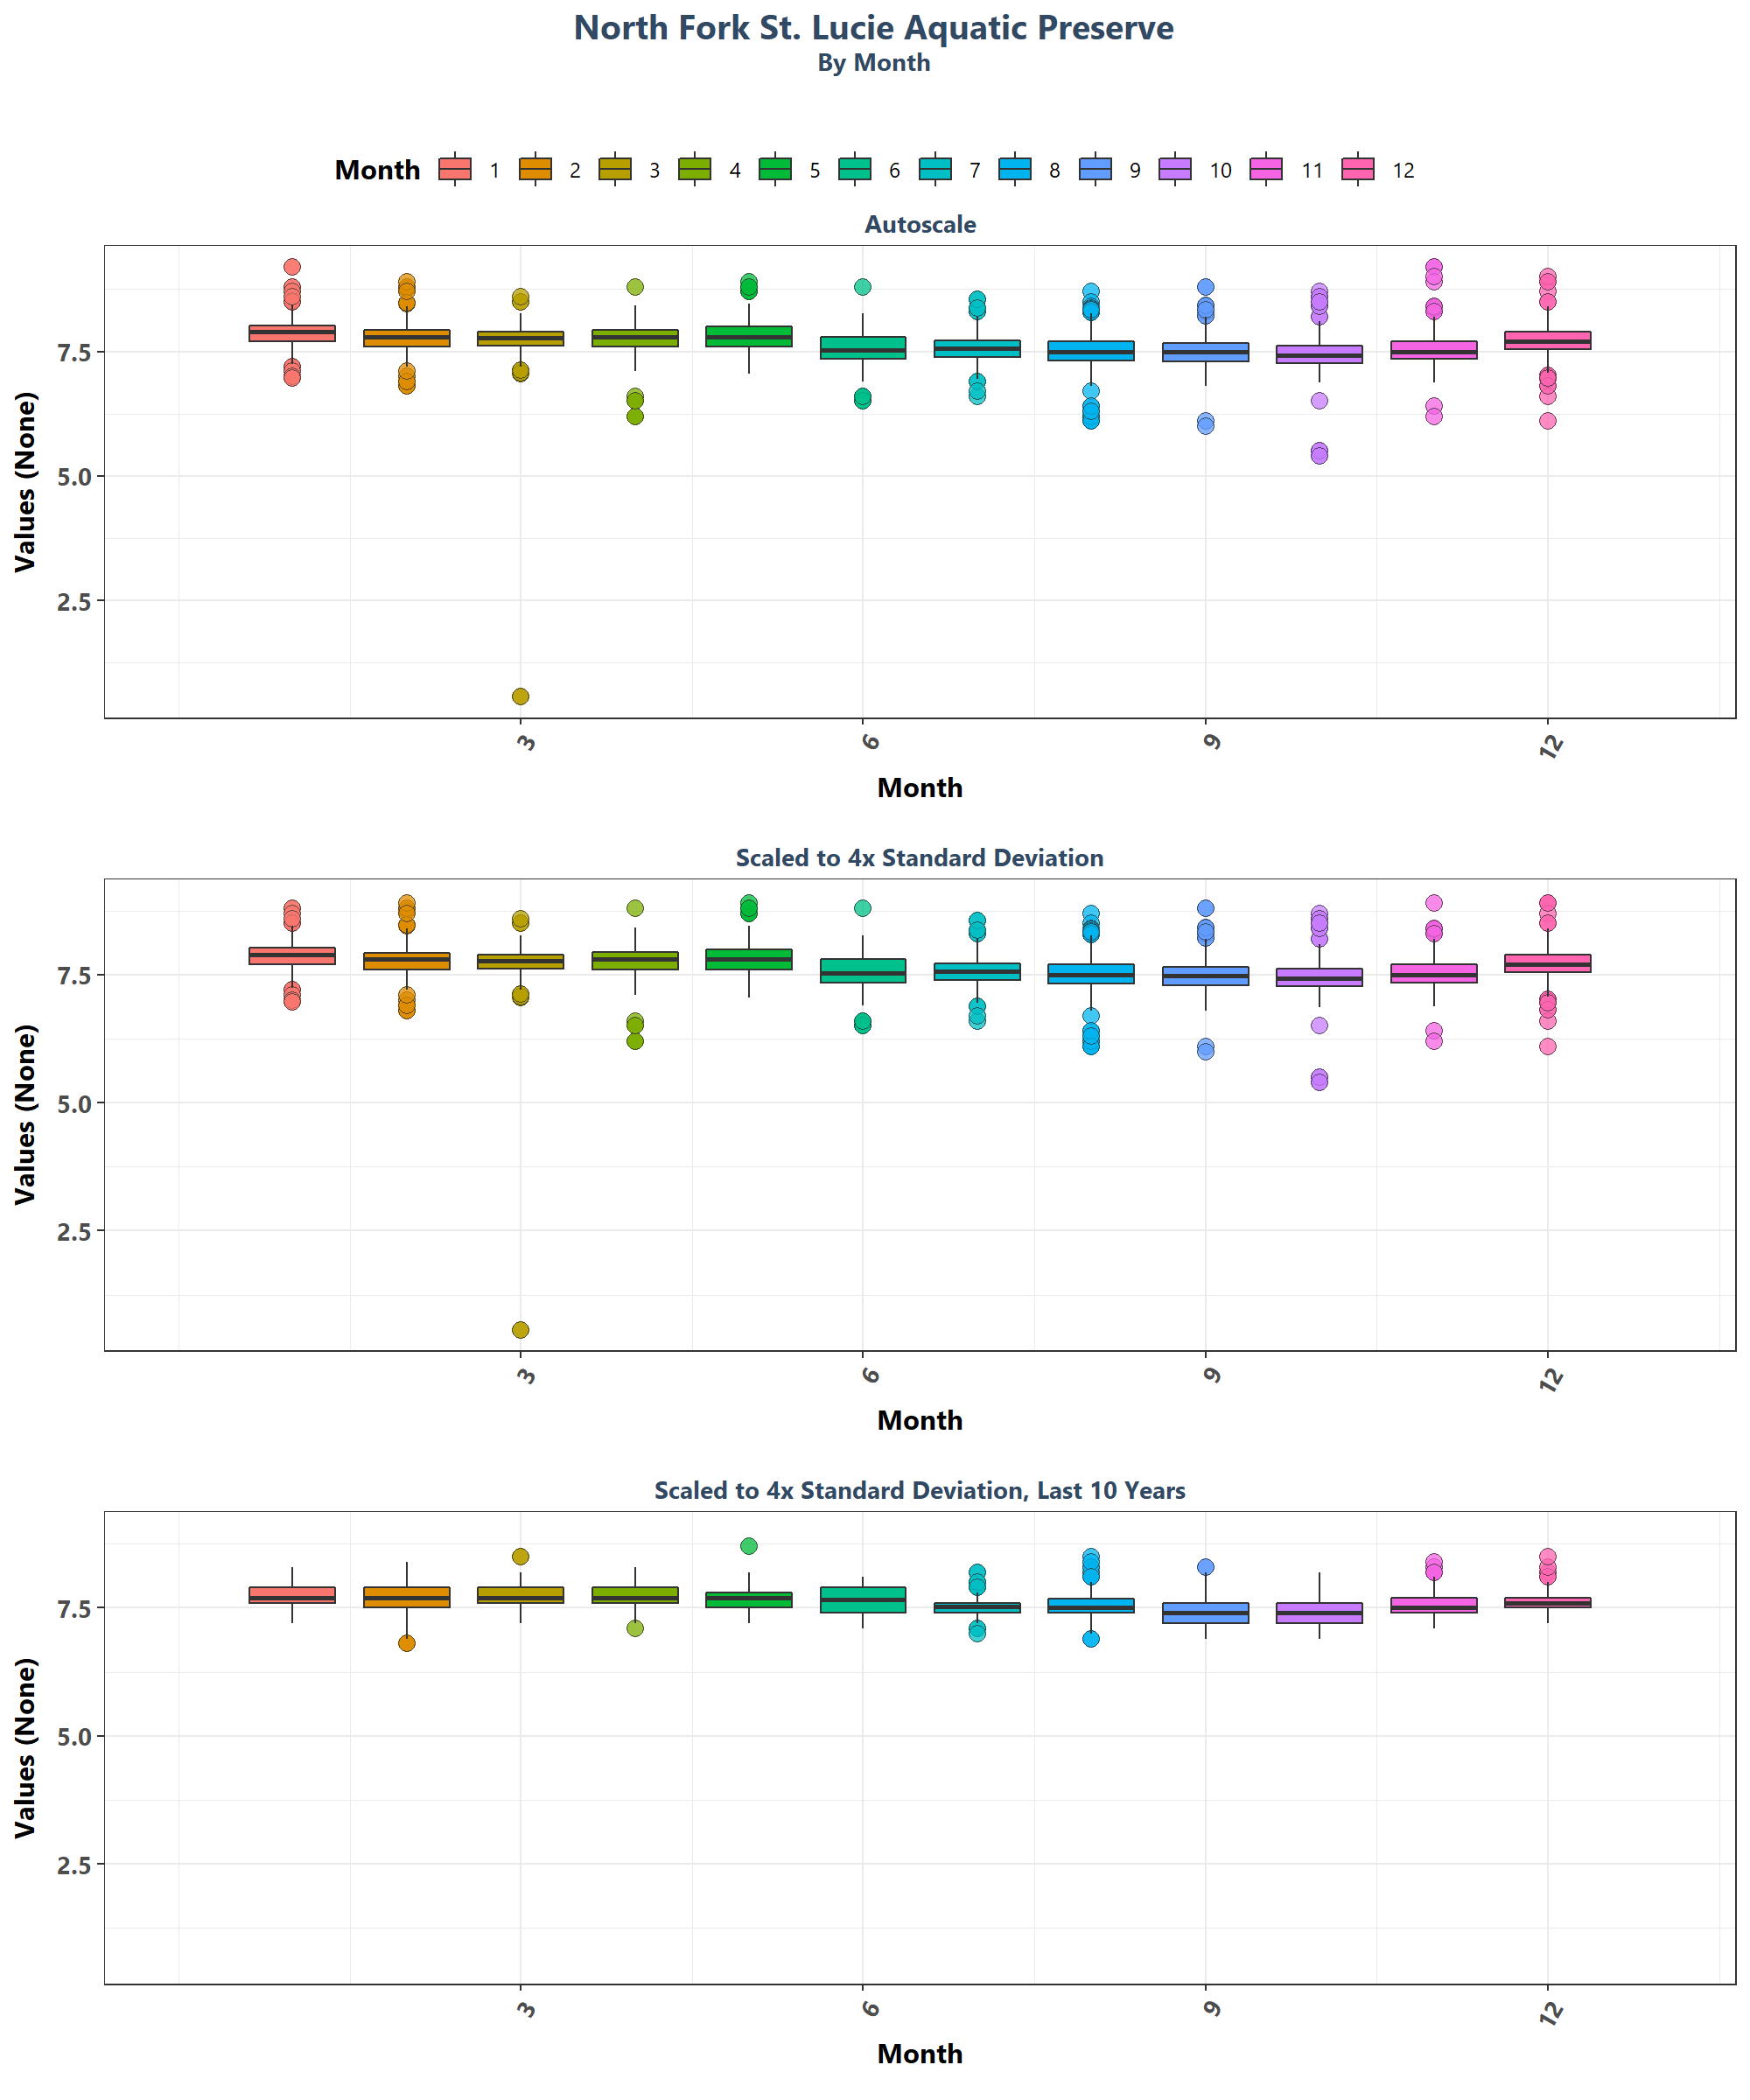 North Fork St. Lucie Aquatic Preserve
By Month
Month 1 2 3 4 5 6 7 8 9 10 11 12
Autoscale
Values (None)
7.5
5.0
2.5
3 6 9 12
Month
Scaled to 4x Standard Deviation
Values (None)
7.5
5.0
2.5
3 6 9 12
Month
Scaled to 4x Standard Deviation, Last 10 Years
Values (None)
7.5
5.0
2.5
3 6 9 12
Month